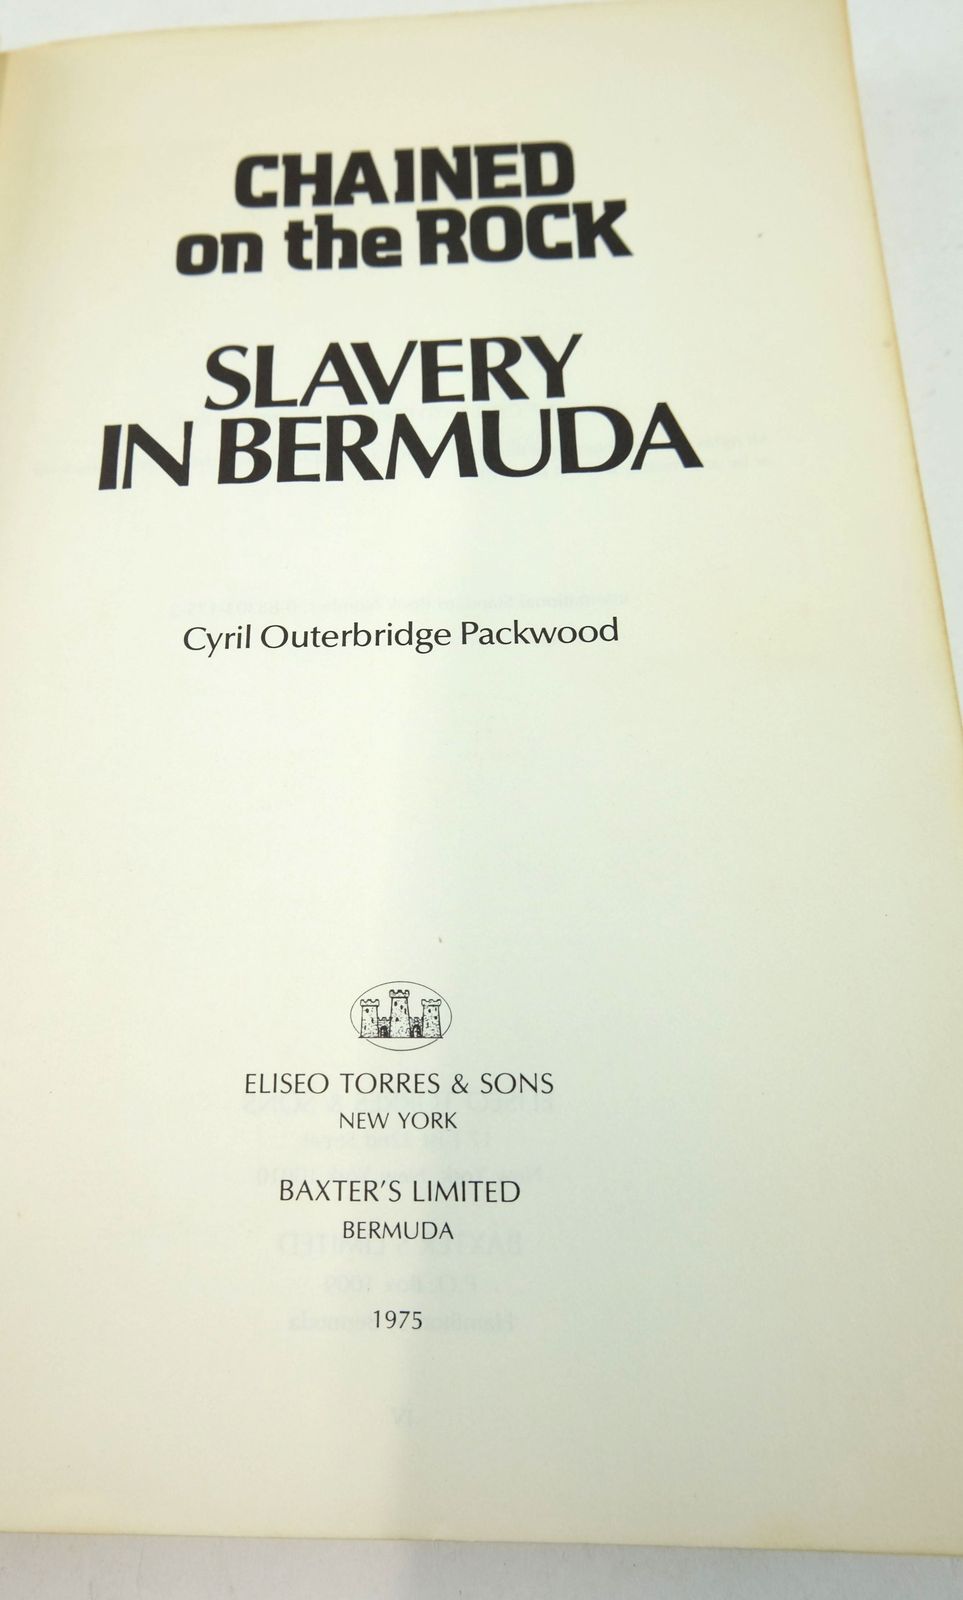 CHAINED
on the ROCK
SLAVERY
IN BERMUDA
Cyril Outerbridge Packwood
ELISEO TORRES & SONS
NEW YORK
BAXTER'S LIMITED
BERMUDA
1975